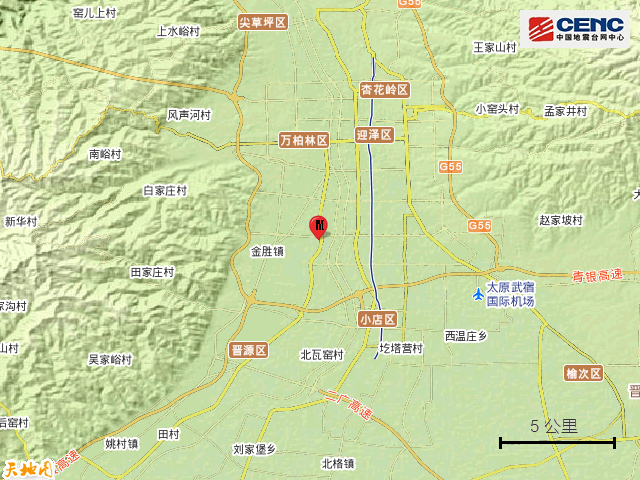 窑儿上村
尖草坪区
G55
CENC
中国地震台网中心
上水峪村
王家山村
杏花岭区
小窑头村
孟家井村
风声河村
万柏林区
迎泽区
南峪村
G55
白家庄村
新华村
G55
赵家坡村
金胜镇
田家庄村
青银高速
太原武宿
国际机场
家沟村
小店区
西温庄乡
山村
吴家峪村
晋源区
北瓦窑村
圪塔营村
榆次区
晋
二广高速
后窑村
田村
姚村镇
刘家堡乡
5 公里
高速
北格镇
天地图